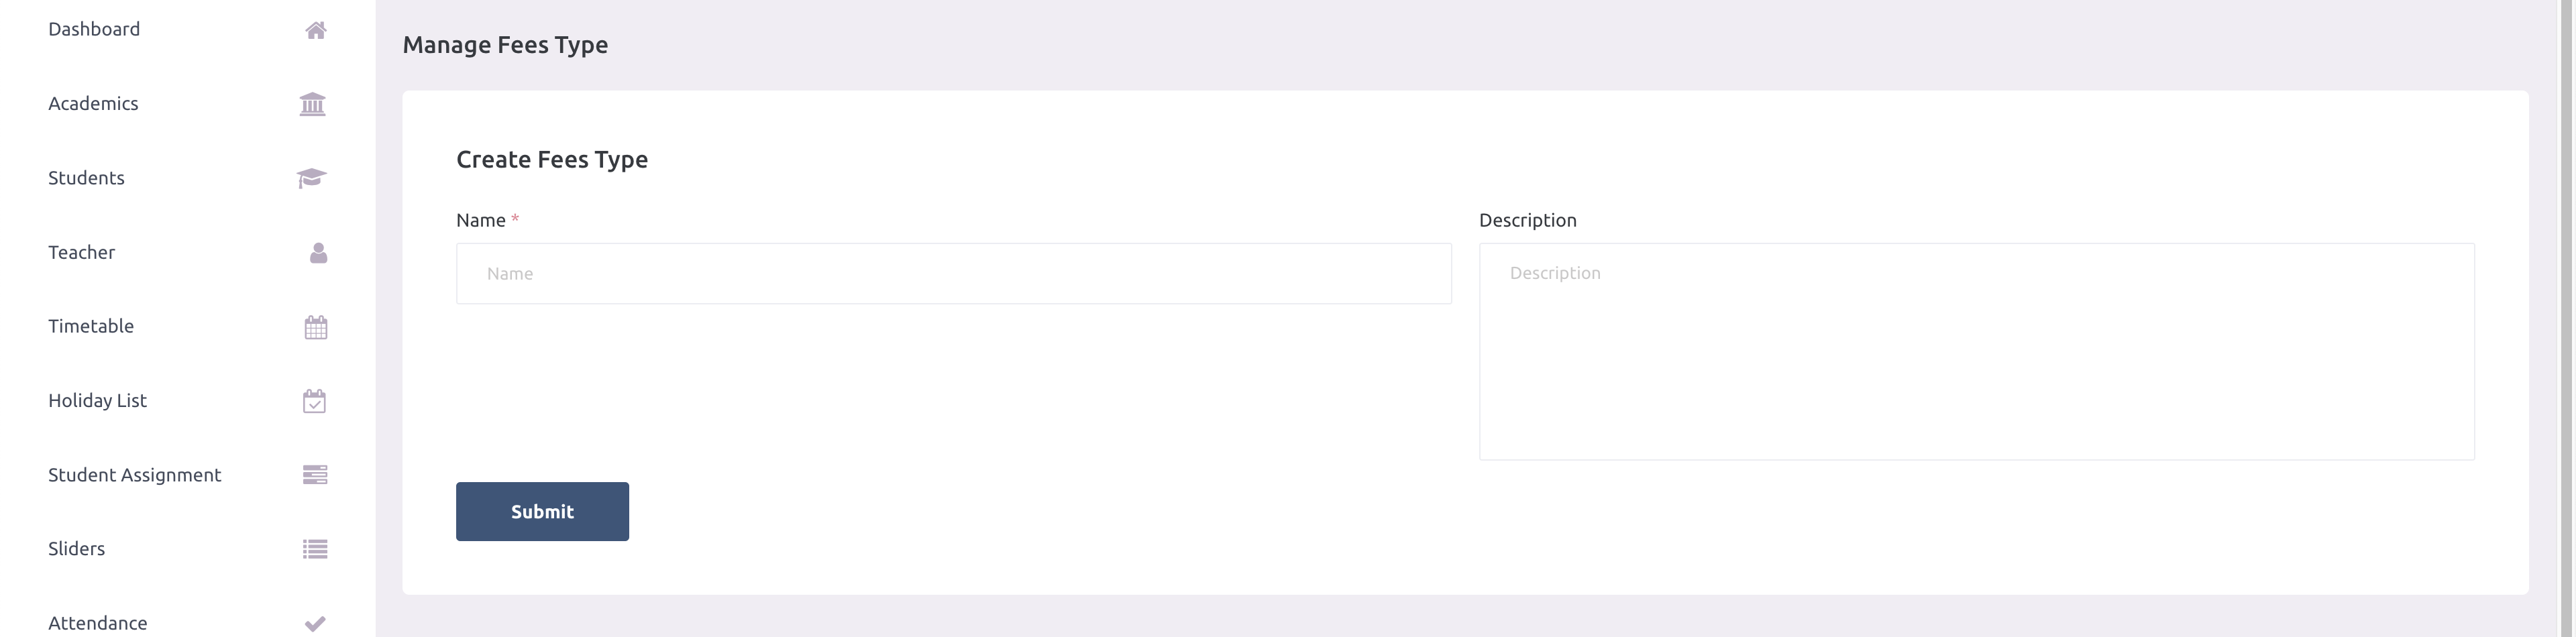 Dashboard
Academics
Students
Teacher
Timetable
Holiday List
Student Assignment
Sliders
Attendance
Manage Fees Type
Create Fees Type
Name *
Name
Description
Description
Submit